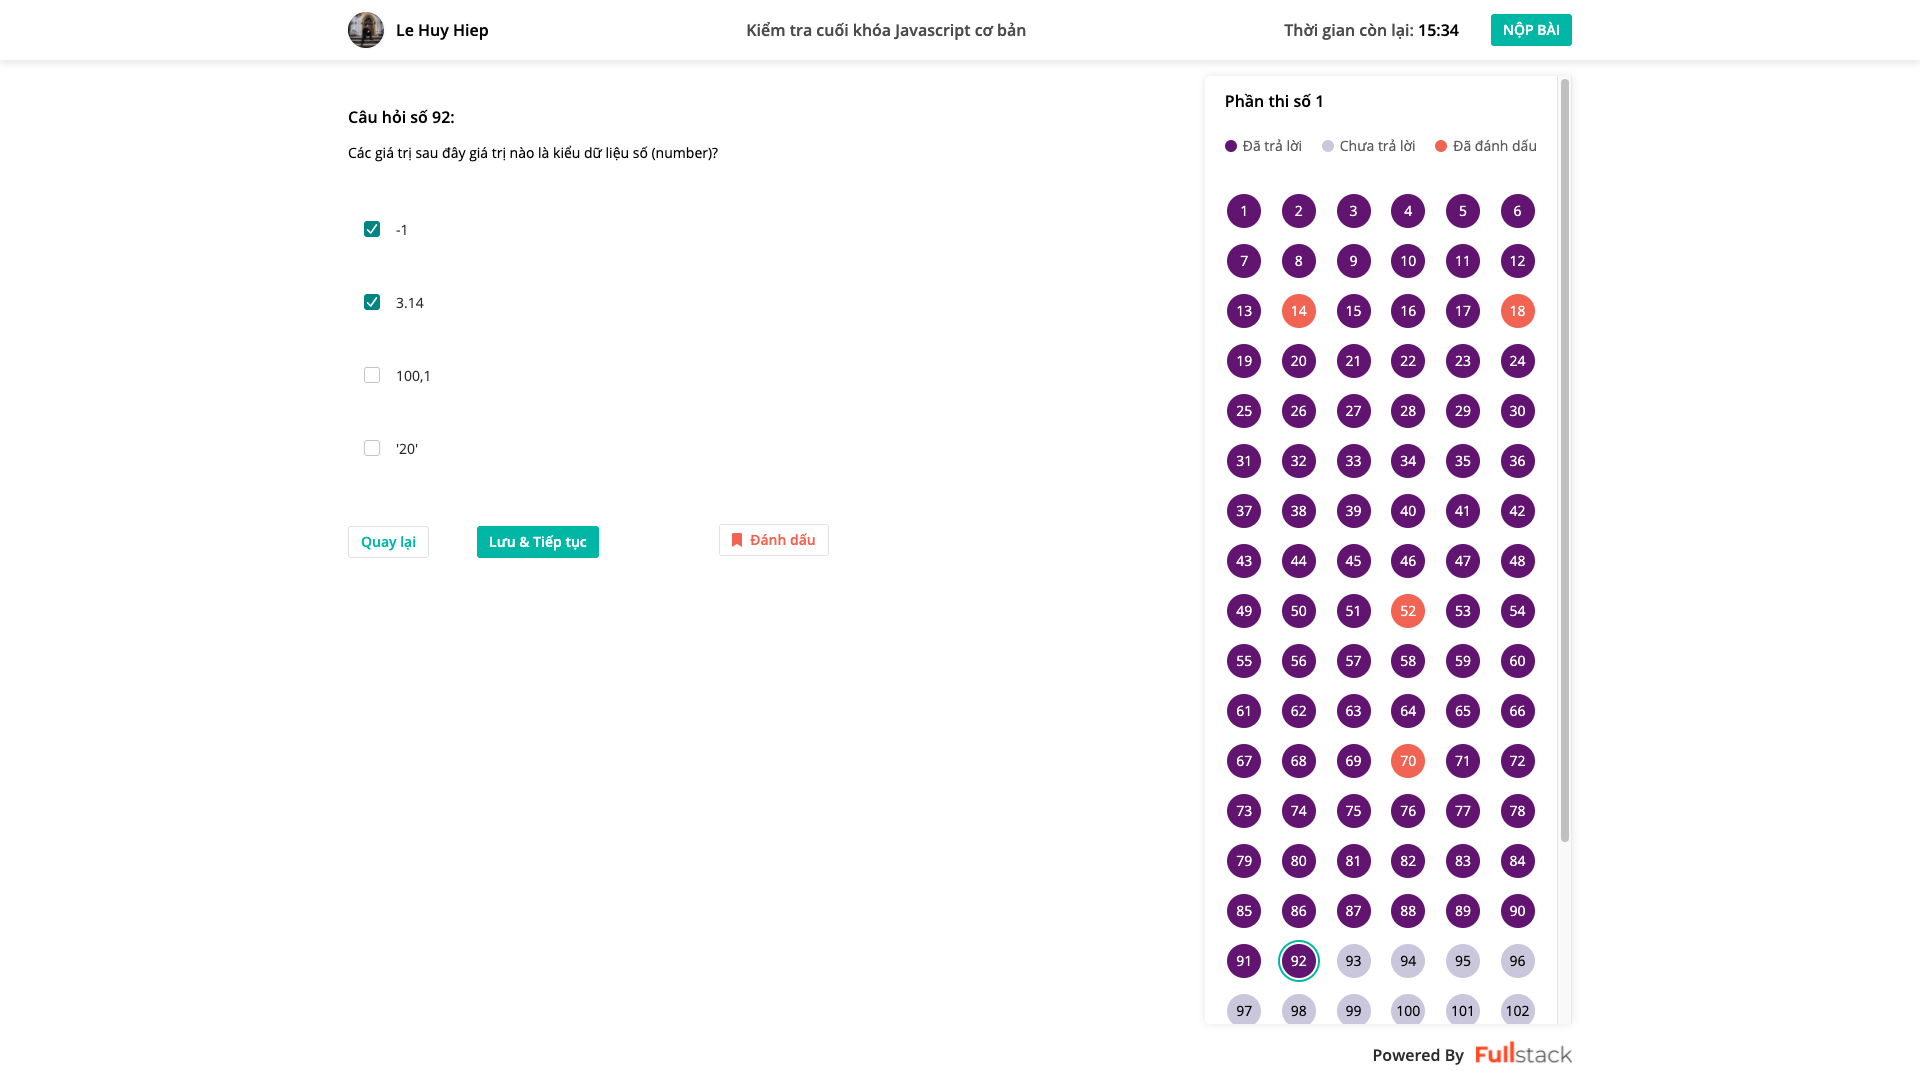 Le Huy Hiep
Kiểm tra cuối khóa Javascript cơ bản
Thời gian còn lại: 15:34
NỘP BÀI
Câu hỏi số 92:
Các giá trị sau đây giá trị nào là kiểu dữ liệu số (number)?
-1
3.14
100,1
'20'
Quay lại
Lưu & Tiếp tục
Đánh dấu
Phần thi số 1
Đã trả lời
Chưa trả lời
Đã đánh dấu
1 2 3 4 5 6
7 8 9 10 11 12
13 14 15 16 17 18
19 20 21 22 23 24
25 26 27 28 29 30
31 32 33 34 35 36
37 38 39 40 41 42
43 44 45 46 47 48
49 50 51 52 53 54
55 56 57 58 59 60
61 62 63 64 65 66
67 68 69 70 71 72
73 74 75 76 77 78
79 80 81 82 83 84
85 86 87 88 89 90
91 92 93 94 95 96
97 98 99 100 101 102
Powered By Fullstack